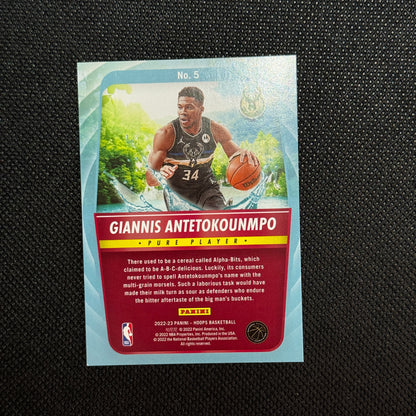 No. 5
34
GIANNIS ANTETOKOUNMPO
• PURE PLAYER •
There used to be a cereal called Alpha-Bits, which
claimed to be A-B-C-delicious. Luckily, its consumers
never tried to spell Antetokounmpo's name with the
multi-grain morsels. Such a laborious task would have
made their milk turn as sour as defenders who endure
the bitter aftertaste of the big man's buckets.
PANINI
2022-23 PANINI - HOOPS BASKETBALL
© 2022 Panini America, Inc.
© 2022 NBA Properties, Inc. Produced in the USA.
© 2022 the National Basketball Players Association.
All rights reserved.